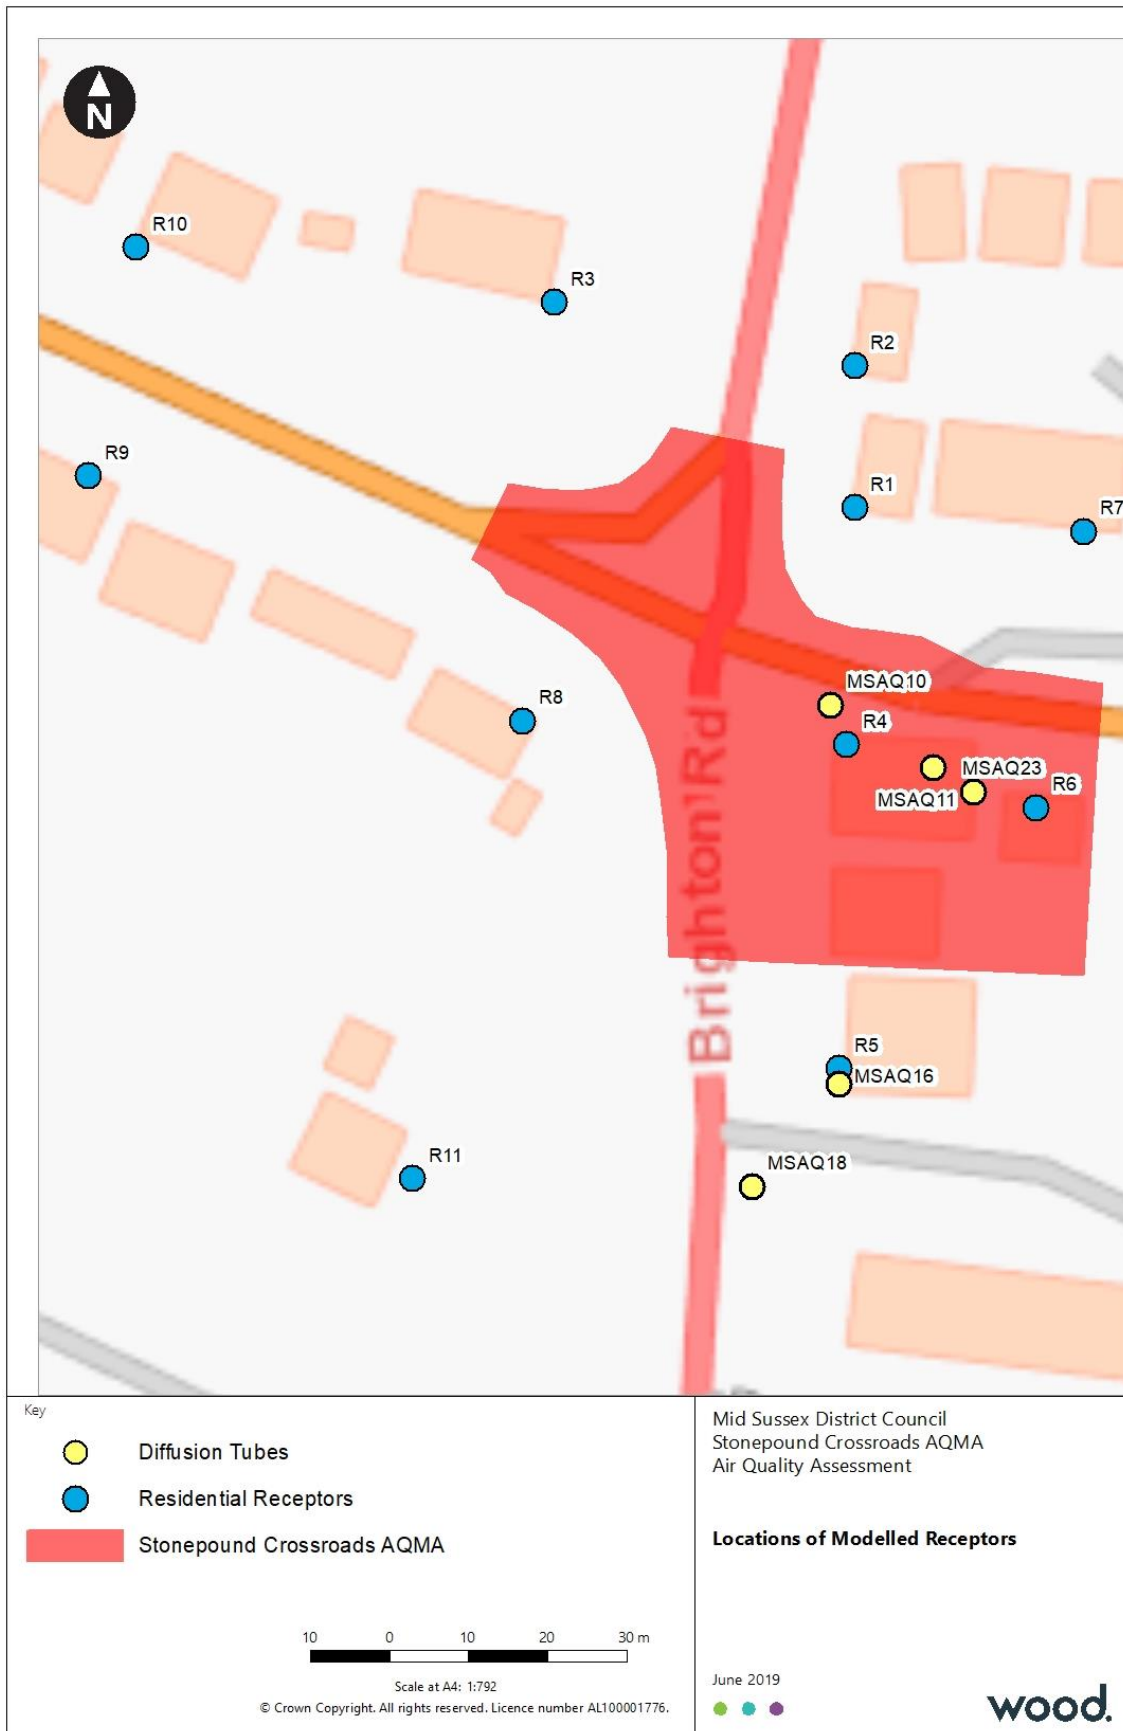 N
R10
R3
R2
R9
R1
R7
MSAQ10
R8
R4
MSAQ23
MSAQ11
R6
Brighton Rd
R5
MSAQ16
R11
MSAQ18
Key
Diffusion Tubes
Residential Receptors
Stonepound Crossroads AQMA
10 0 10 20 30 m
Scale at A4: 1:792
© Crown Copyright. All rights reserved. Licence number AL100001776.
Mid Sussex District Council
Stonepound Crossroads AQMA
Air Quality Assessment
Locations of Modelled Receptors
June 2019
wood.